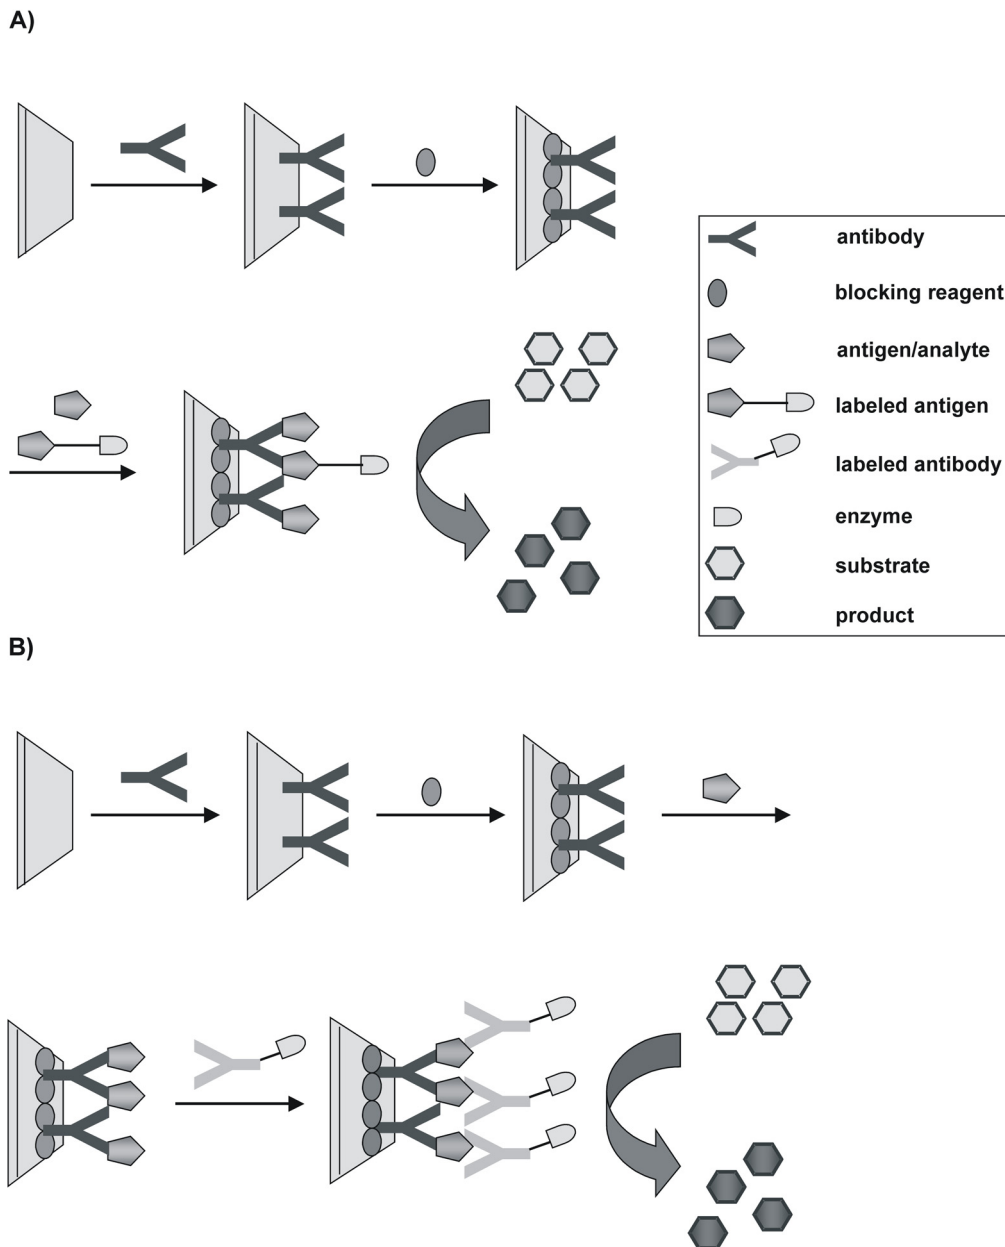 A)
antibody
blocking reagent
antigen/analyte
labeled antigen
labeled antibody
enzyme
substrate
product
B)